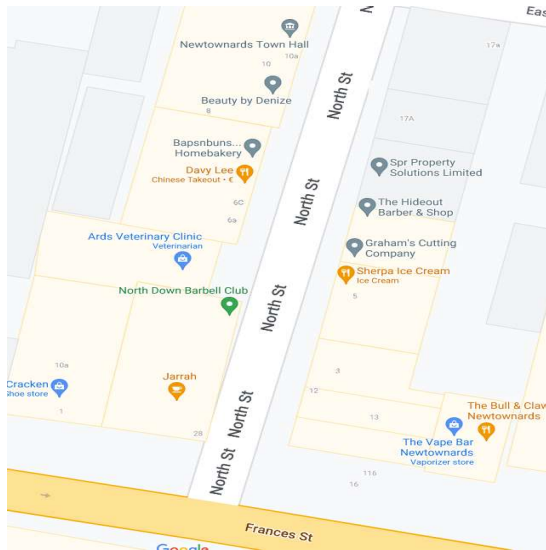 N
Eas
Newtownards Town Hall
10
10a
17a
Beauty by Denize
8
North St
17A
Bapsnbuns...
Homebakery
Davy Lee
Chinese Takeout • €
Spr Property
Solutions Limited
6C
6a
North St
The Hideout
Barber & Shop
Ards Veterinary Clinic
Veterinarian
Graham's Cutting
Company
Sherpa Ice Cream
Ice Cream
5
North Down Barbell Club
North St
10a
3
Cracken
Shoe store
1
Jarrah
12
13
The Bull & Claw
Newtownards
The Vape Bar
Newtownards
Vaporizer store
28
North St
North St
116
16
Frances St
Google